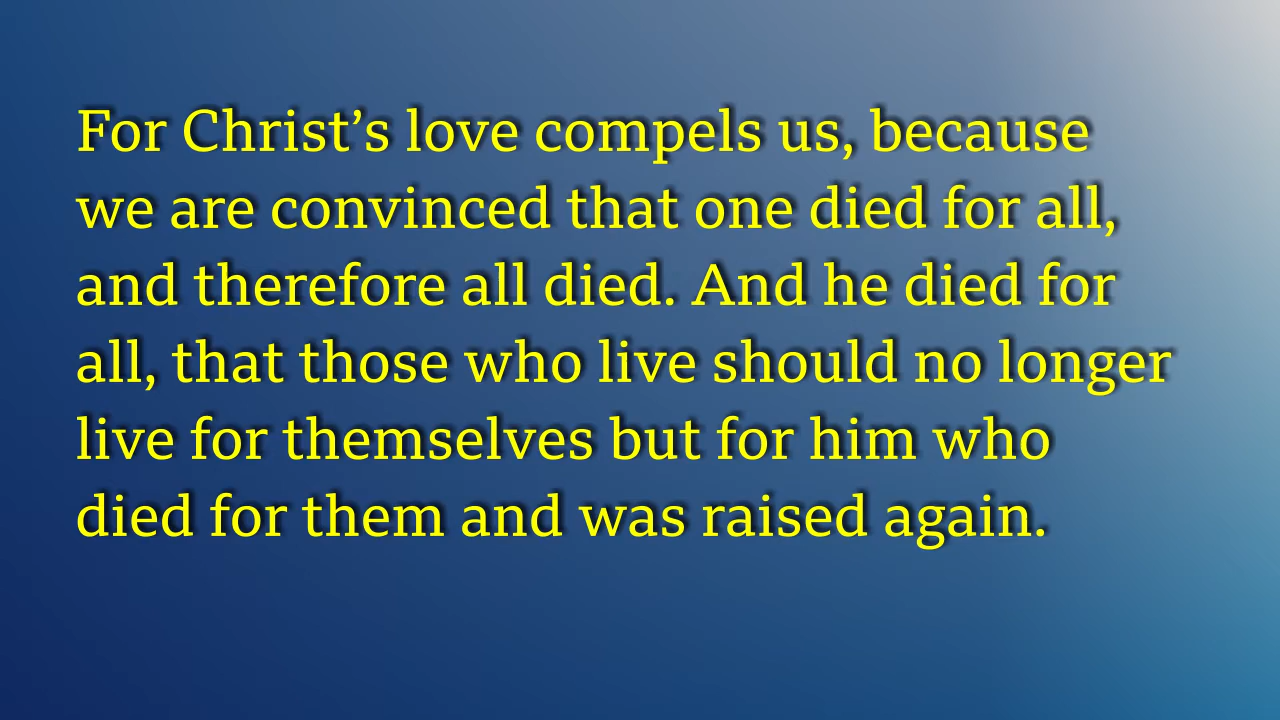 For Christ’s love compels us, because
we are convinced that one died for all,
and therefore all died. And he died for
all, that those who live should no longer
live for themselves but for him who
died for them and was raised again.